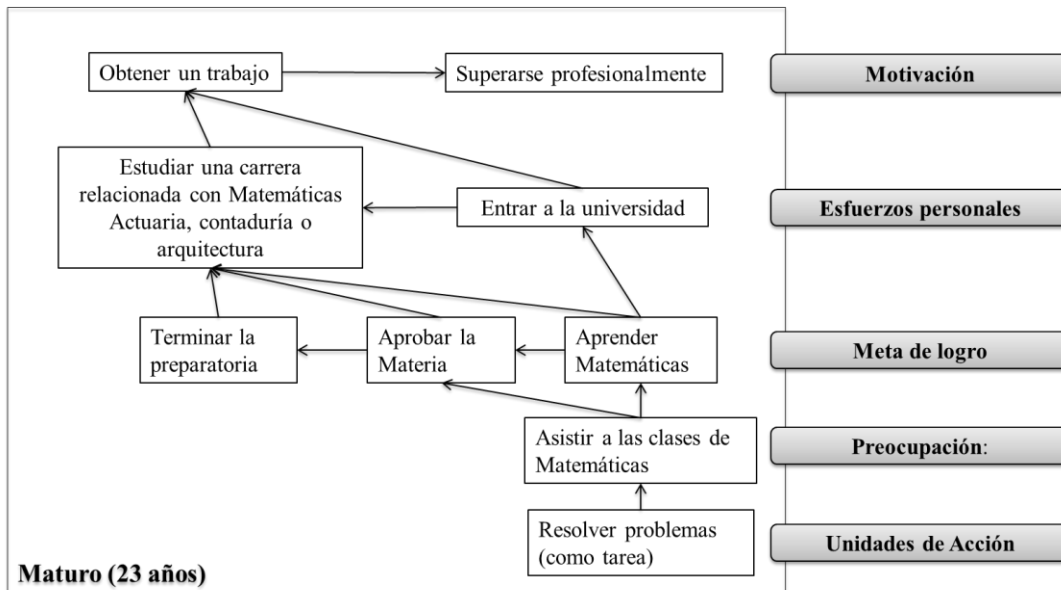 Obtener un trabajo
Superarse profesionalmente
Motivación
Estudiar una carrera
relacionada con Matemáticas
Actuaria, contaduría o
arquitectura
Entrar a la universidad
Esfuerzos personales
Terminar la
preparatoria
Aprobar la
Materia
Aprender
Matemáticas
Meta de logro
Asistir a las clases de
Matemáticas
Preocupación:
Resolver problemas
(como tarea)
Unidades de Acción
Maturo (23 años)